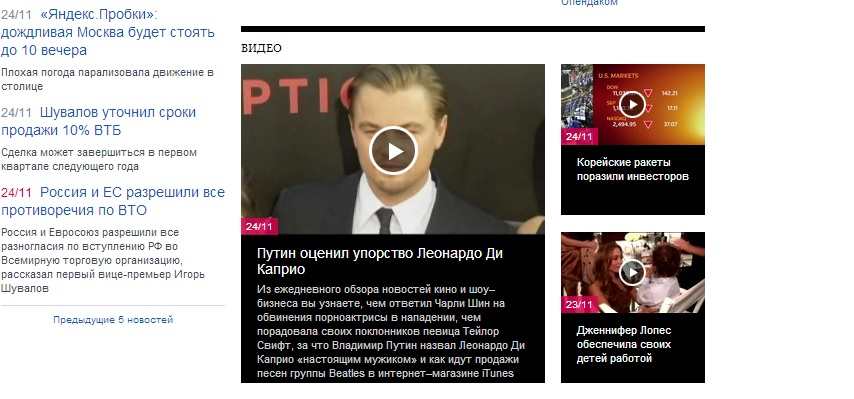 Опендаком
24/11 «Яндекс.Пробки»:
дождливая Москва будет стоять
до 10 вечера
Плохая погода парализовала движение в
столице
24/11 Шувалов уточнил сроки
продажи 10% ВТБ
Сделка может завершиться в первом
квартале следующего года
24/11 Россия и ЕС разрешили все
противоречия по ВТО
Россия и Евросоюз разрешили все
разногласия по вступлению РФ во
Всемирную торговую организацию,
рассказал первый вице-премьер Игорь
Шувалов
Предыдущие 5 новостей
ВИДЕО
PTIC
24/11
Путин оценил упорство Леонардо Ди
Каприо
Из ежедневного обзора новостей кино и шоу–
бизнеса вы узнаете, чем ответил Чарли Шин на
обвинения порноактрисы в нападении, чем
порадовала своих поклонников певица Тейлор
Свифт, за что Владимир Путин назвал Леонардо Ди
Каприо «настоящим мужиком» и как идут продажи
песен группы Beatles в интернет–магазине iTunes
U.S. MARKETS
DOW
142.21
S&P
17.11
NASDAQ
2,494.95 37.07
24/11
Корейские ракеты
поразили инвесторов
23/11
Дженнифер Лопес
обеспечила своих
детей работой